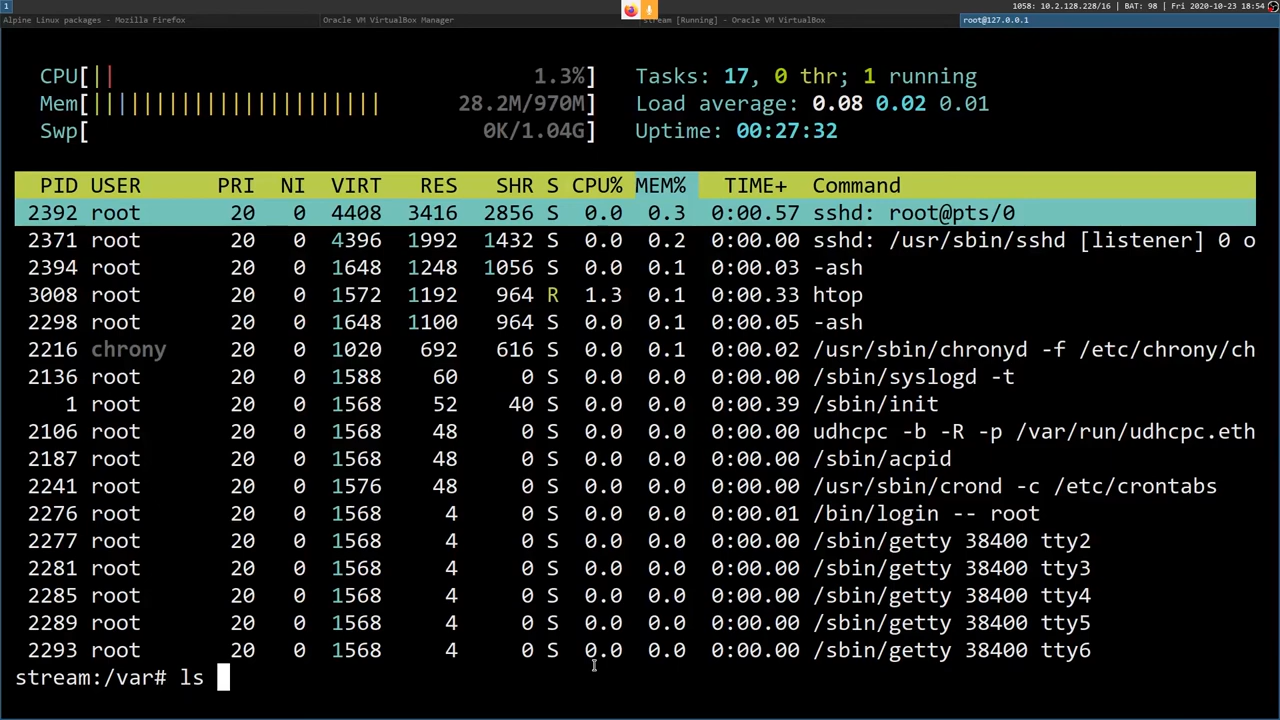 1 1058: 10.2.128.228/16 | BAT: 98 | Fri 2020-10-23 18:54
Alpine Linux packages - Mozilla Firefox Oracle VM VirtualBox Manager stream [Running] - Oracle VM VirtualBox root@127.0.0.1
CPU[|| 1.3%] Tasks: 17, 0 thr; 1 running
Mem[||||||||||||||||||||||| 28.2M/970M] Load average: 0.08 0.02 0.01
Swp[ 0K/1.04G] Uptime: 00:27:32
PID USER PRI NI VIRT RES SHR S CPU% MEM% TIME+ Command
2392 root 20 0 4408 3416 2856 S 0.0 0.3 0:00.57 sshd: root@pts/0
2371 root 20 0 4396 1992 1432 S 0.0 0.2 0:00.00 sshd: /usr/sbin/sshd [listener] 0 o
2394 root 20 0 1648 1248 1056 S 0.0 0.1 0:00.03 -ash
3008 root 20 0 1572 1192 964 R 1.3 0.1 0:00.33 htop
2298 root 20 0 1648 1100 964 S 0.0 0.1 0:00.05 -ash
2216 chrony 20 0 1020 692 616 S 0.0 0.1 0:00.02 /usr/sbin/chronyd -f /etc/chrony/ch
2136 root 20 0 1588 60 0 S 0.0 0.0 0:00.00 /sbin/syslogd -t
1 root 20 0 1568 52 40 S 0.0 0.0 0:00.39 /sbin/init
2106 root 20 0 1568 48 0 S 0.0 0.0 0:00.00 udhcpc -b -R -p /var/run/udhcpc.eth
2187 root 20 0 1568 48 0 S 0.0 0.0 0:00.00 /sbin/acpid
2241 root 20 0 1576 48 0 S 0.0 0.0 0:00.00 /usr/sbin/crond -c /etc/crontabs
2276 root 20 0 1568 4 0 S 0.0 0.0 0:00.01 /bin/login -- root
2277 root 20 0 1568 4 0 S 0.0 0.0 0:00.00 /sbin/getty 38400 tty2
2281 root 20 0 1568 4 0 S 0.0 0.0 0:00.00 /sbin/getty 38400 tty3
2285 root 20 0 1568 4 0 S 0.0 0.0 0:00.00 /sbin/getty 38400 tty4
2289 root 20 0 1568 4 0 S 0.0 0.0 0:00.00 /sbin/getty 38400 tty5
2293 root 20 0 1568 4 0 S 0.0 0.0 0:00.00 /sbin/getty 38400 tty6
stream:/var# ls